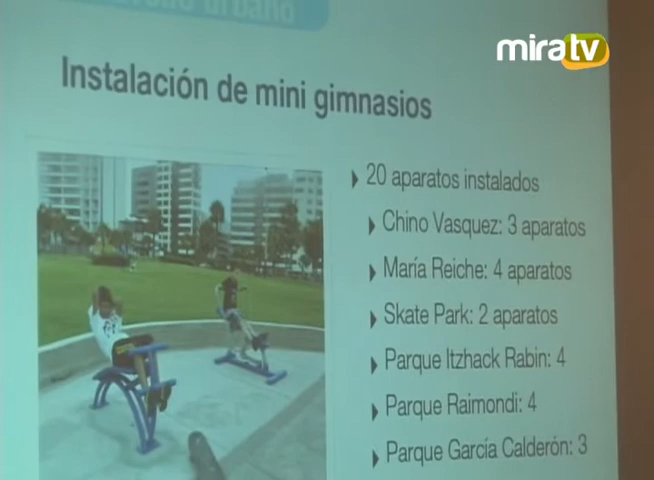 urbano
miratv
Instalación de mini gimnasios
20 aparatos instalados
Chino Vasquez: 3 aparatos
María Reiche: 4 aparatos
Skate Park: 2 aparatos
Parque Itzhack Rabin: 4
Parque Raimondi: 4
Parque García Calderón: 3